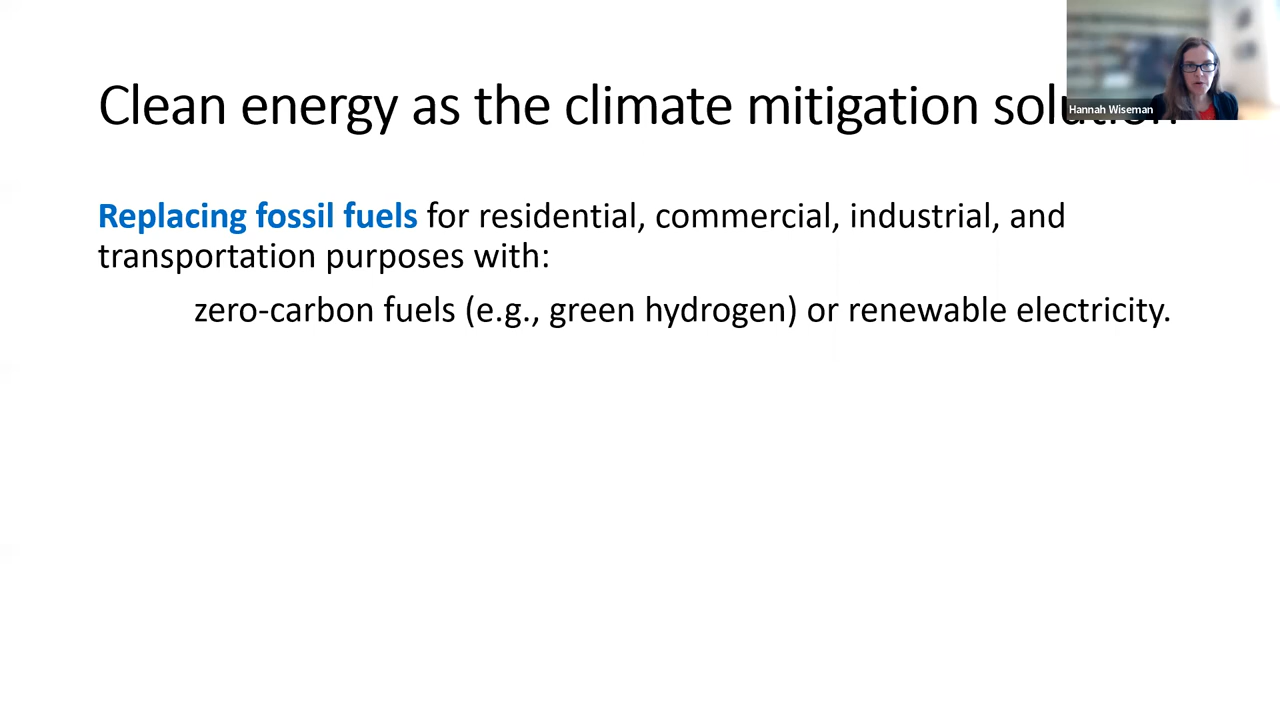 Clean energy as the climate mitigation solution
Hannah Wiseman
Replacing fossil fuels for residential, commercial, industrial, and
transportation purposes with:
zero-carbon fuels (e.g., green hydrogen) or renewable electricity.